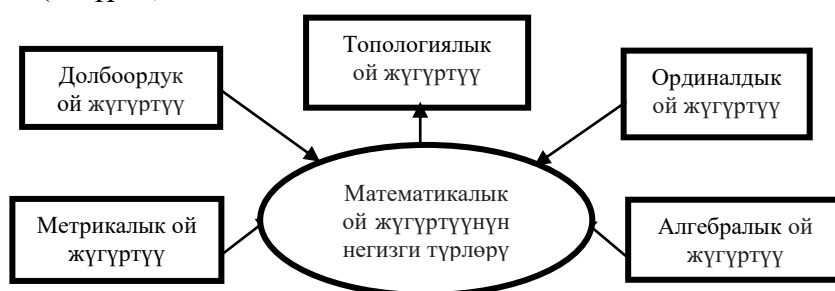 Топологиялык
ой жүгүртүү
Долбоордук
ой жүгүртүү
Ординалдык
ой жүгүртүү
Математикалык
ой жүгүртүүнүн
негизги түрлөрү
Метрикалык ой
жүгүртүү
Алгебралык ой
жүгүртүү